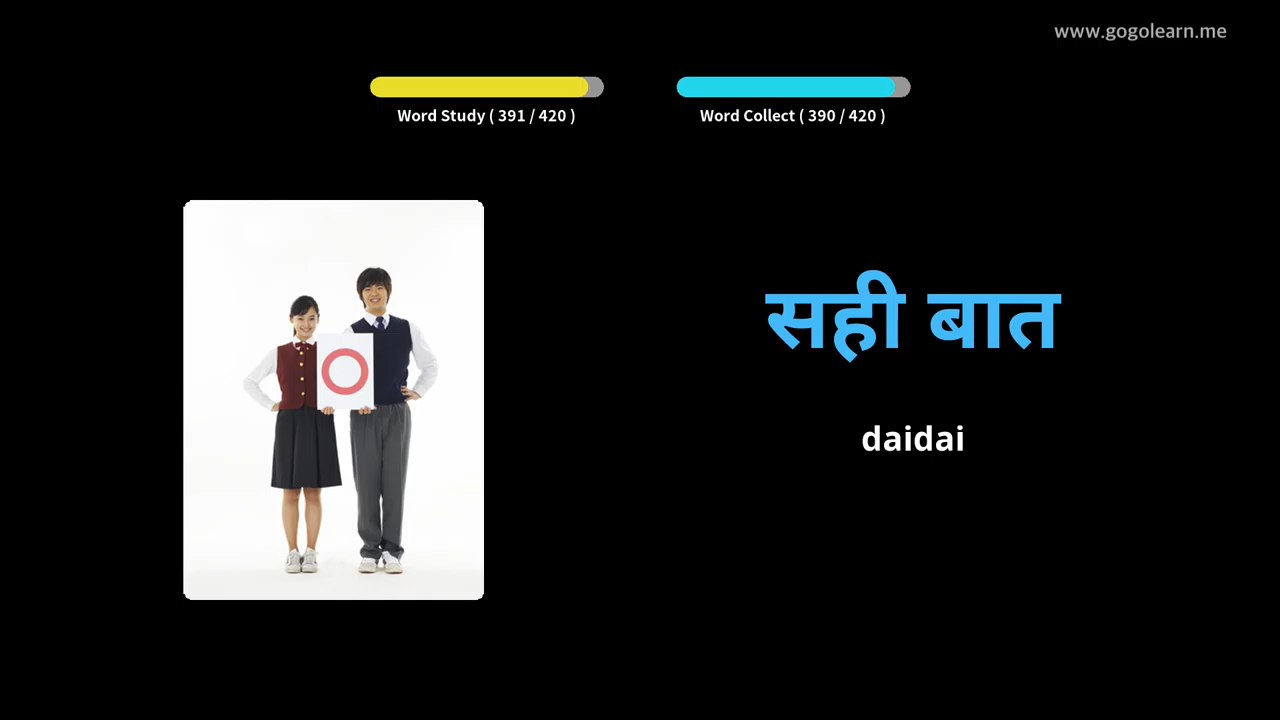 www.gogolearn.me
Word Study ( 391 / 420 )
Word Collect ( 390 / 420 )
सही बात
daidai